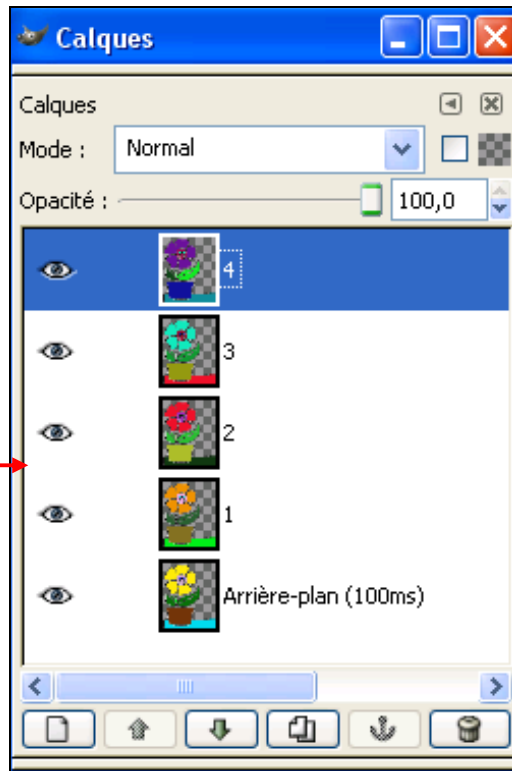 Calques
Calques
Mode : Normal
Opacité : 100,0
4
3
2
1
Arrière-plan (100ms)